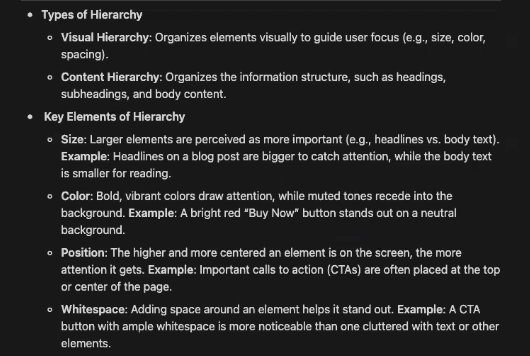 • Types of Hierarchy
◦ Visual Hierarchy: Organizes elements visually to guide user focus (e.g., size, color,
spacing).
◦ Content Hierarchy: Organizes the information structure, such as headings,
subheadings, and body content.
• Key Elements of Hierarchy
◦ Size: Larger elements are perceived as more important (e.g., headlines vs. body text).
Example: Headlines on a blog post are bigger to catch attention, while the body text
is smaller for reading.
◦ Color: Bold, vibrant colors draw attention, while muted tones recede into the
background. Example: A bright red “Buy Now” button stands out on a neutral
background.
◦ Position: The higher and more centered an element is on the screen, the more
attention it gets. Example: Important calls to action (CTAs) are often placed at the top
or center of the page.
◦ Whitespace: Adding space around an element helps it stand out. Example: A CTA
button with ample whitespace is more noticeable than one cluttered with text or other
elements.